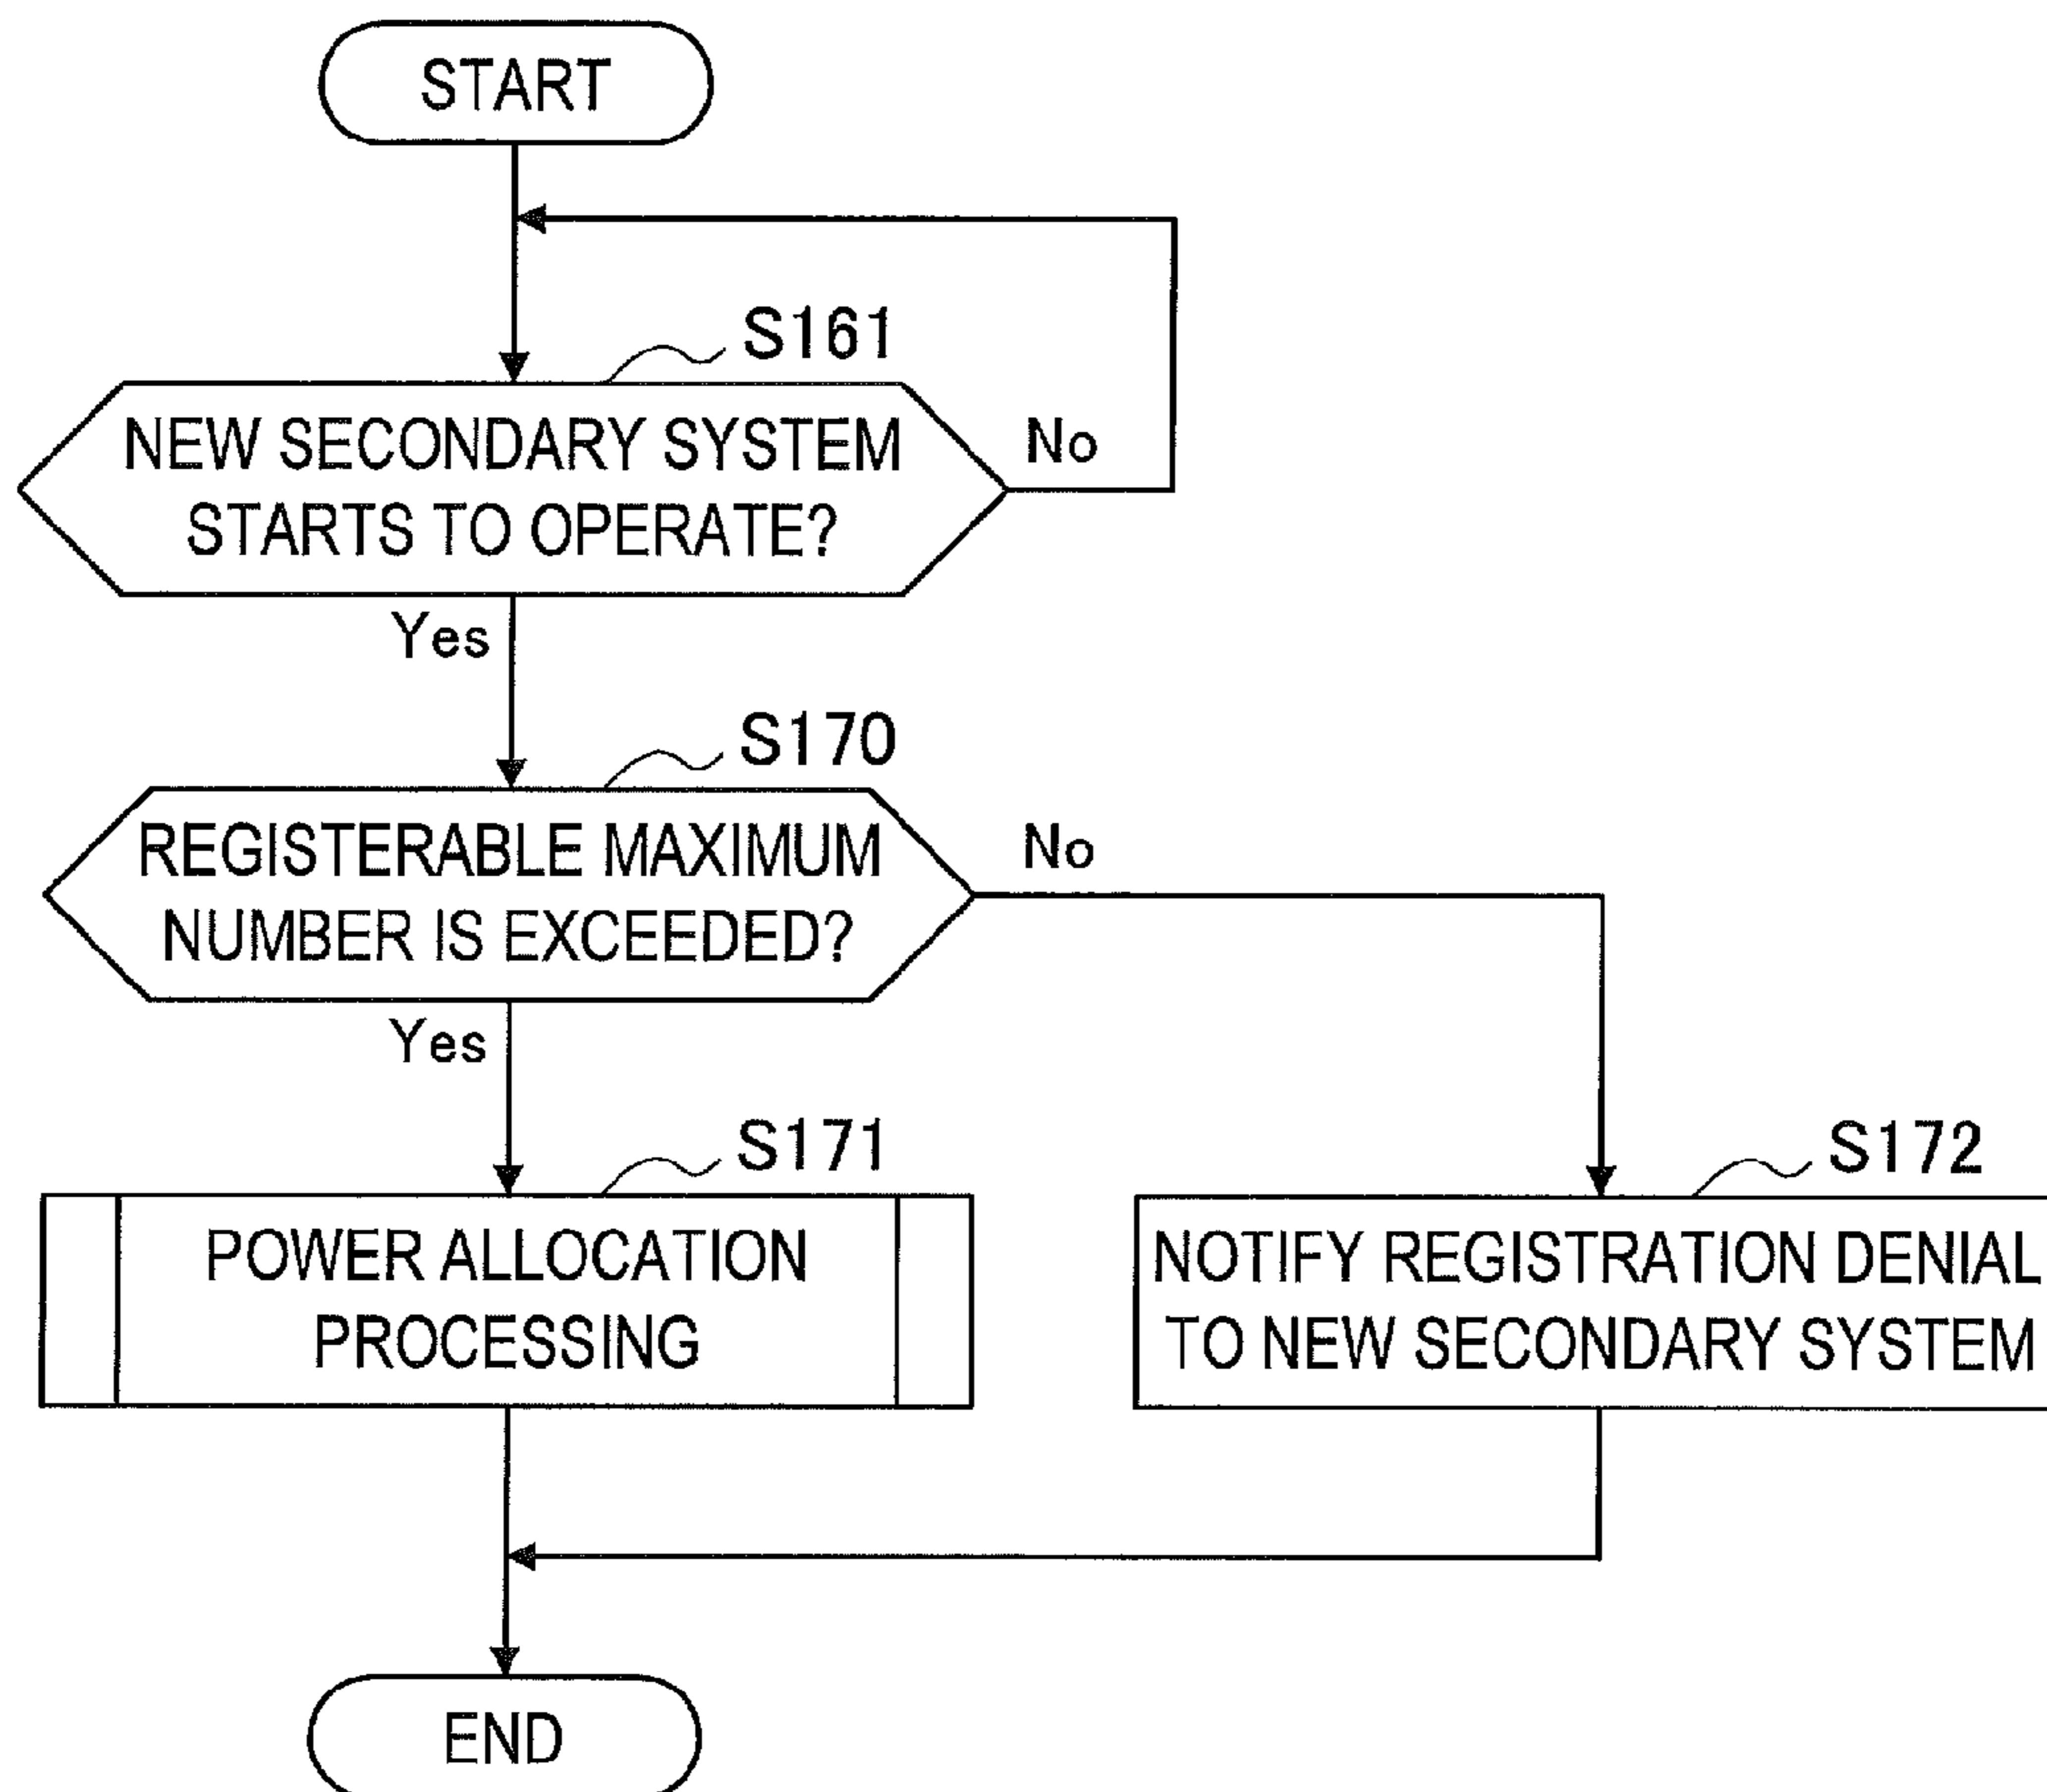 START
S161
NEW SECONDARY SYSTEM
STARTS TO OPERATE?
No
Yes
S170
REGISTERABLE MAXIMUM
NUMBER IS EXCEEDED?
No
Yes
S171
POWER ALLOCATION
PROCESSING
S172
NOTIFY REGISTRATION DENIAL
TO NEW SECONDARY SYSTEM
END